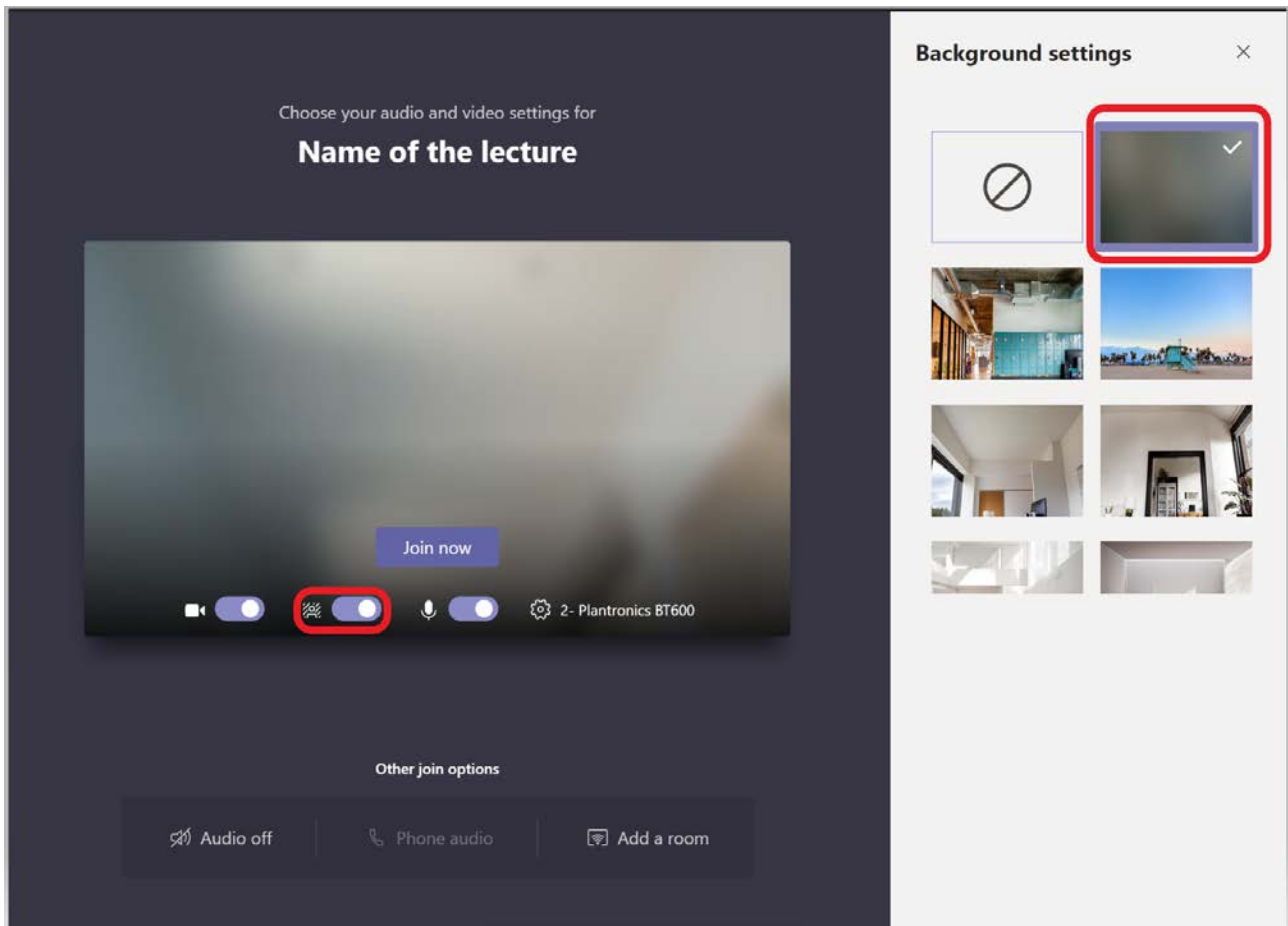 Choose your audio and video settings for
Name of the lecture
Join now
2- Plantronics BT600
Other join options
Audio off
Phone audio
Add a room
Background settings